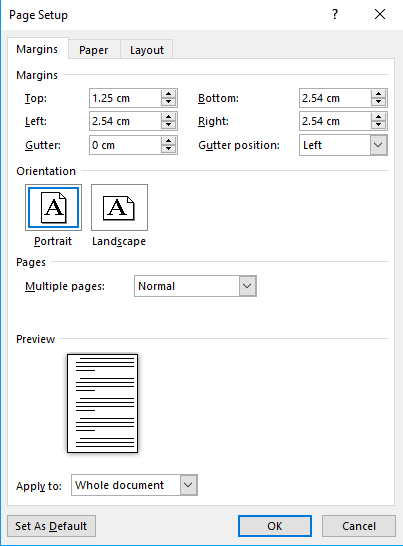 Page Setup ? ×
Margins Paper Layout
Margins
Top: 1.25 cm Bottom: 2.54 cm
Left: 2.54 cm Right: 2.54 cm
Gutter: 0 cm Gutter position: Left
Orientation
A A
Portrait Landscape
Pages
Multiple pages: Normal
Preview
Apply to: Whole document
Set As Default OK Cancel